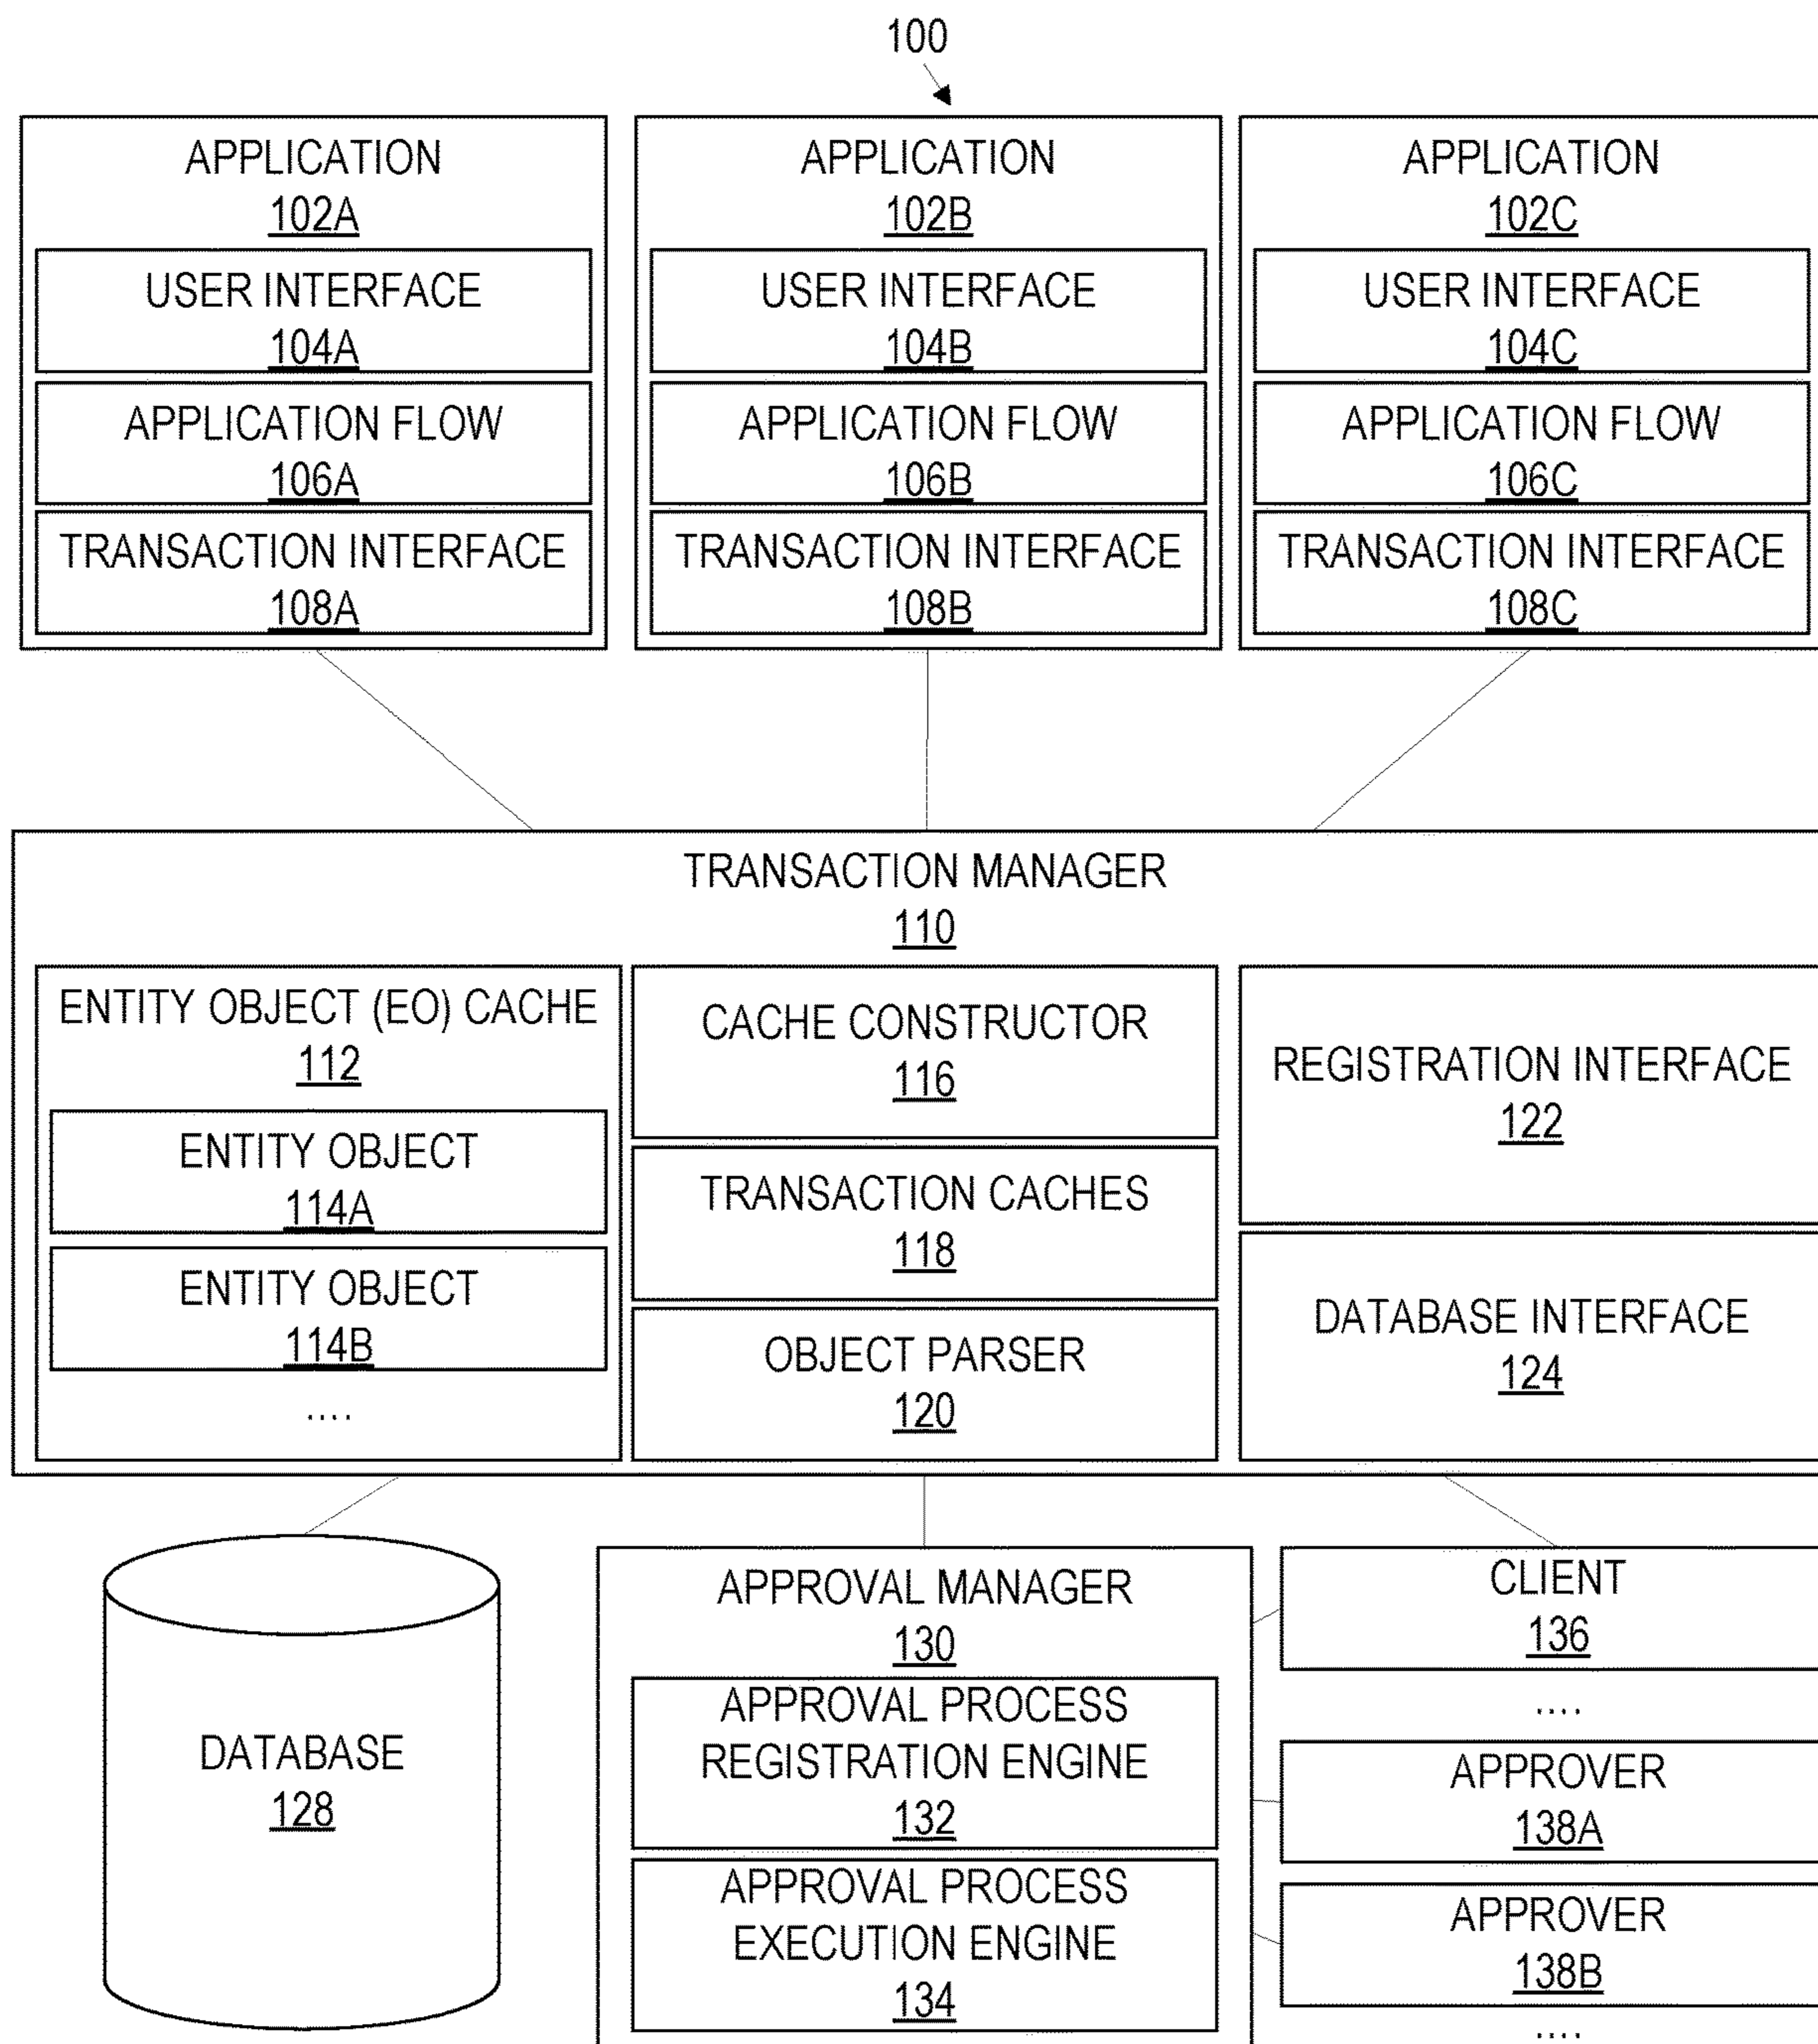 100
APPLICATION
102A
USER INTERFACE
104A
APPLICATION FLOW
106A
TRANSACTION INTERFACE
108A
APPLICATION
102B
USER INTERFACE
104B
APPLICATION FLOW
106B
TRANSACTION INTERFACE
108B
APPLICATION
102C
USER INTERFACE
104C
APPLICATION FLOW
106C
TRANSACTION INTERFACE
108C
TRANSACTION MANAGER
110
ENTITY OBJECT (EO) CACHE
112
ENTITY OBJECT
114A
ENTITY OBJECT
114B
....
CACHE CONSTRUCTOR
116
TRANSACTION CACHES
118
OBJECT PARSER
120
REGISTRATION INTERFACE
122
DATABASE INTERFACE
124
DATABASE
128
APPROVAL MANAGER
130
APPROVAL PROCESS
REGISTRATION ENGINE
132
APPROVAL PROCESS
EXECUTION ENGINE
134
CLIENT
136
....
APPROVER
138A
APPROVER
138B
....